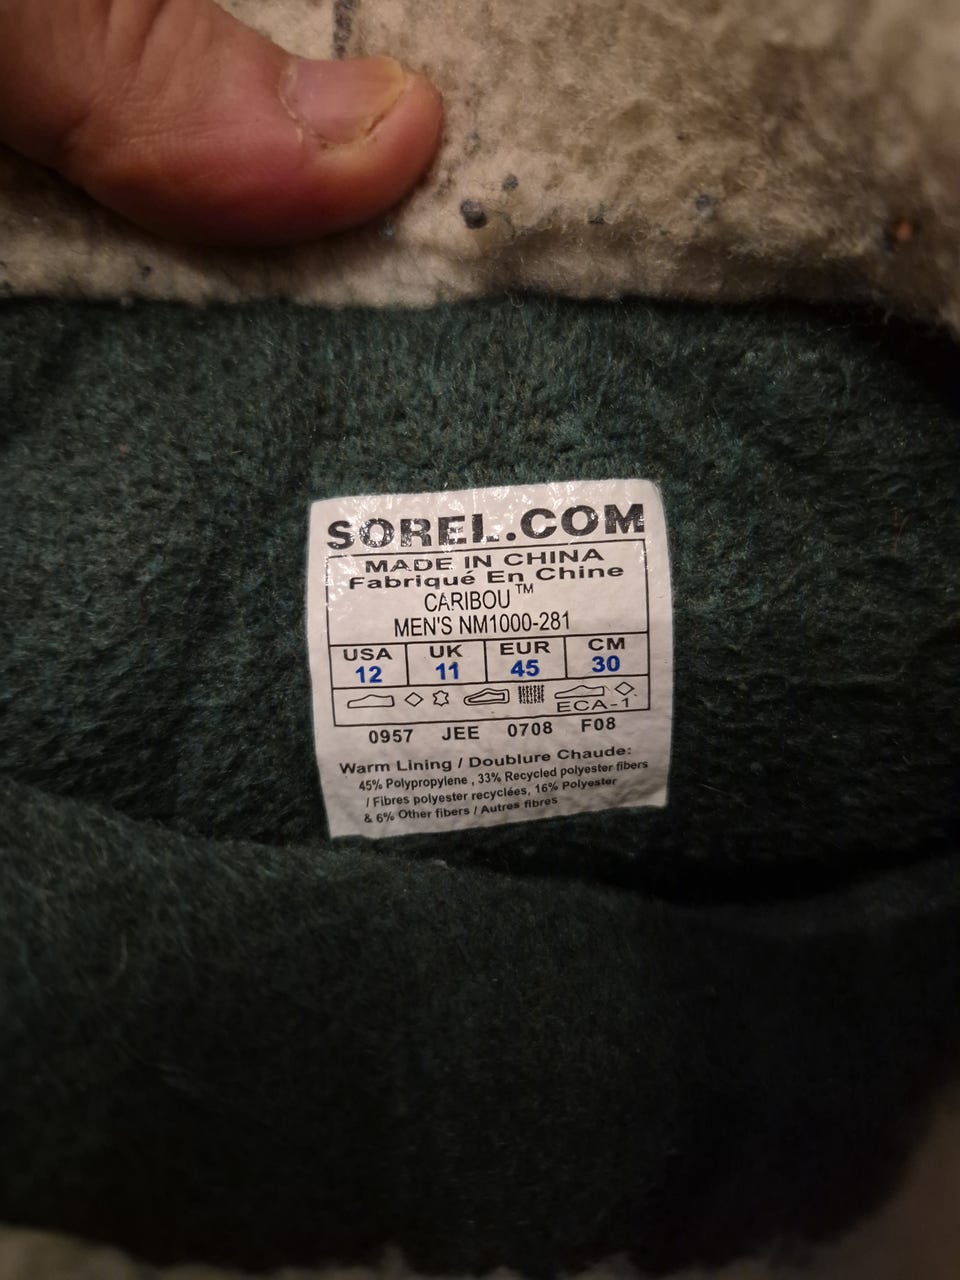 SOREL.COM
MADE IN CHINA
Fabriqué En Chine
CARIBOU™
MEN'S NM1000-281
USA UK EUR CM
12 11 45 30
ECA-1
0957 JEE 0708 F08
Warm Lining / Doublure Chaude:
45% Polypropylene , 33% Recycled polyester fibers
/ Fibres polyester recyclées, 16% Polyester
& 6% Other fibers / Autres fibres